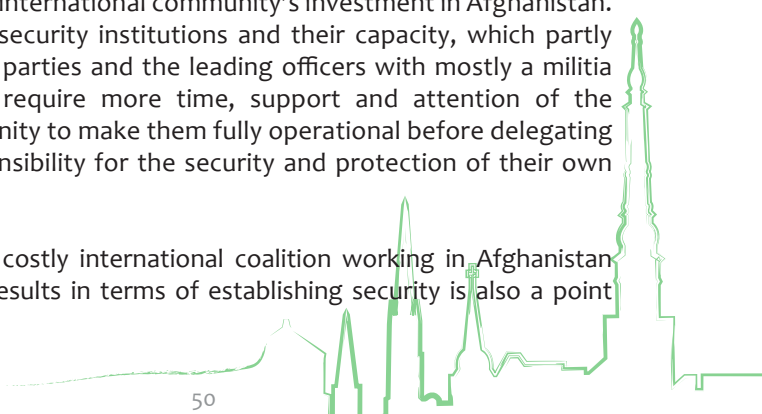 international community's investment in Afghanistan.
security institutions and their capacity, which partly
parties and the leading officers with mostly a militia
require more time, support and attention of the
nity to make them fully operational before delegating
nsibility for the security and protection of their own
costly international coalition working in Afghanistan
esults in terms of establishing security is also a point
50